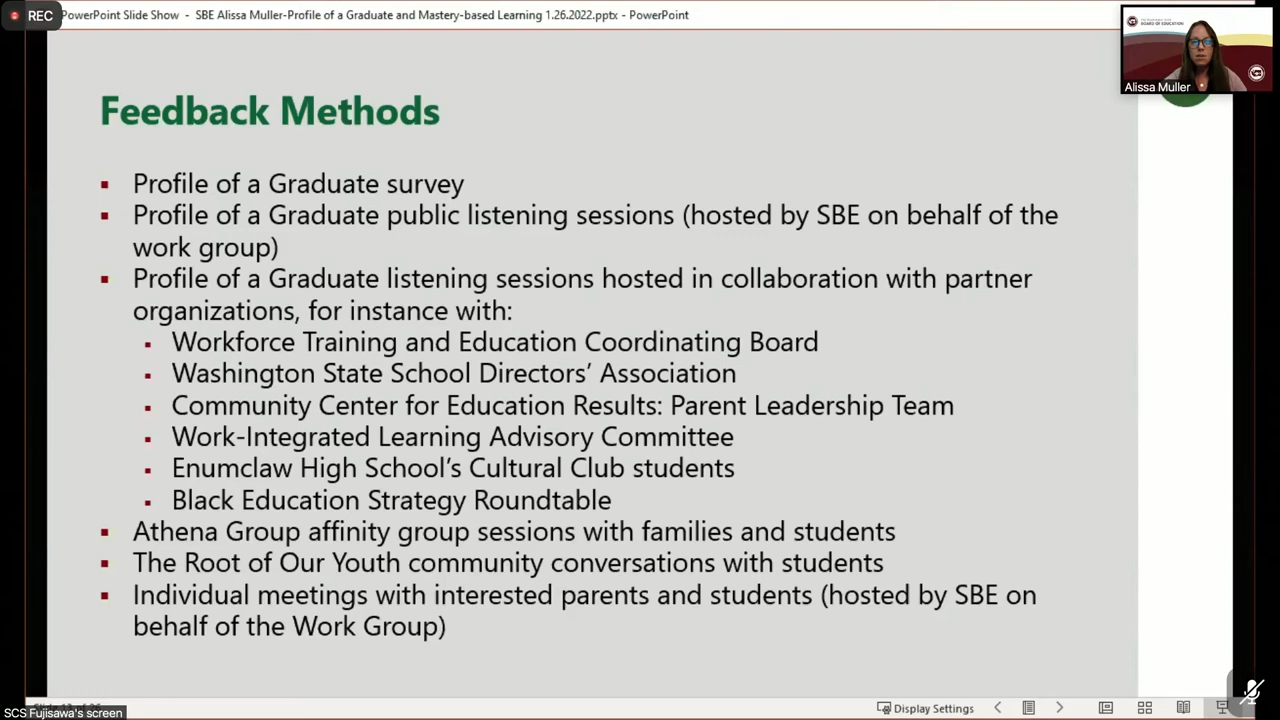 REC
PowerPoint Slide Show - SBE Alissa Muller-Profile of a Graduate and Mastery-based Learning 1.26.2022.pptx - PowerPoint
BOARD OF EDUCATION
Alissa Muller
Feedback Methods
Profile of a Graduate survey
Profile of a Graduate public listening sessions (hosted by SBE on behalf of the
work group)
Profile of a Graduate listening sessions hosted in collaboration with partner
organizations, for instance with:
Workforce Training and Education Coordinating Board
Washington State School Directors’ Association
Community Center for Education Results: Parent Leadership Team
Work-Integrated Learning Advisory Committee
Enumclaw High School’s Cultural Club students
Black Education Strategy Roundtable
Athena Group affinity group sessions with families and students
The Root of Our Youth community conversations with students
Individual meetings with interested parents and students (hosted by SBE on
behalf of the Work Group)
SCS Fujisawa's screen
Display Settings